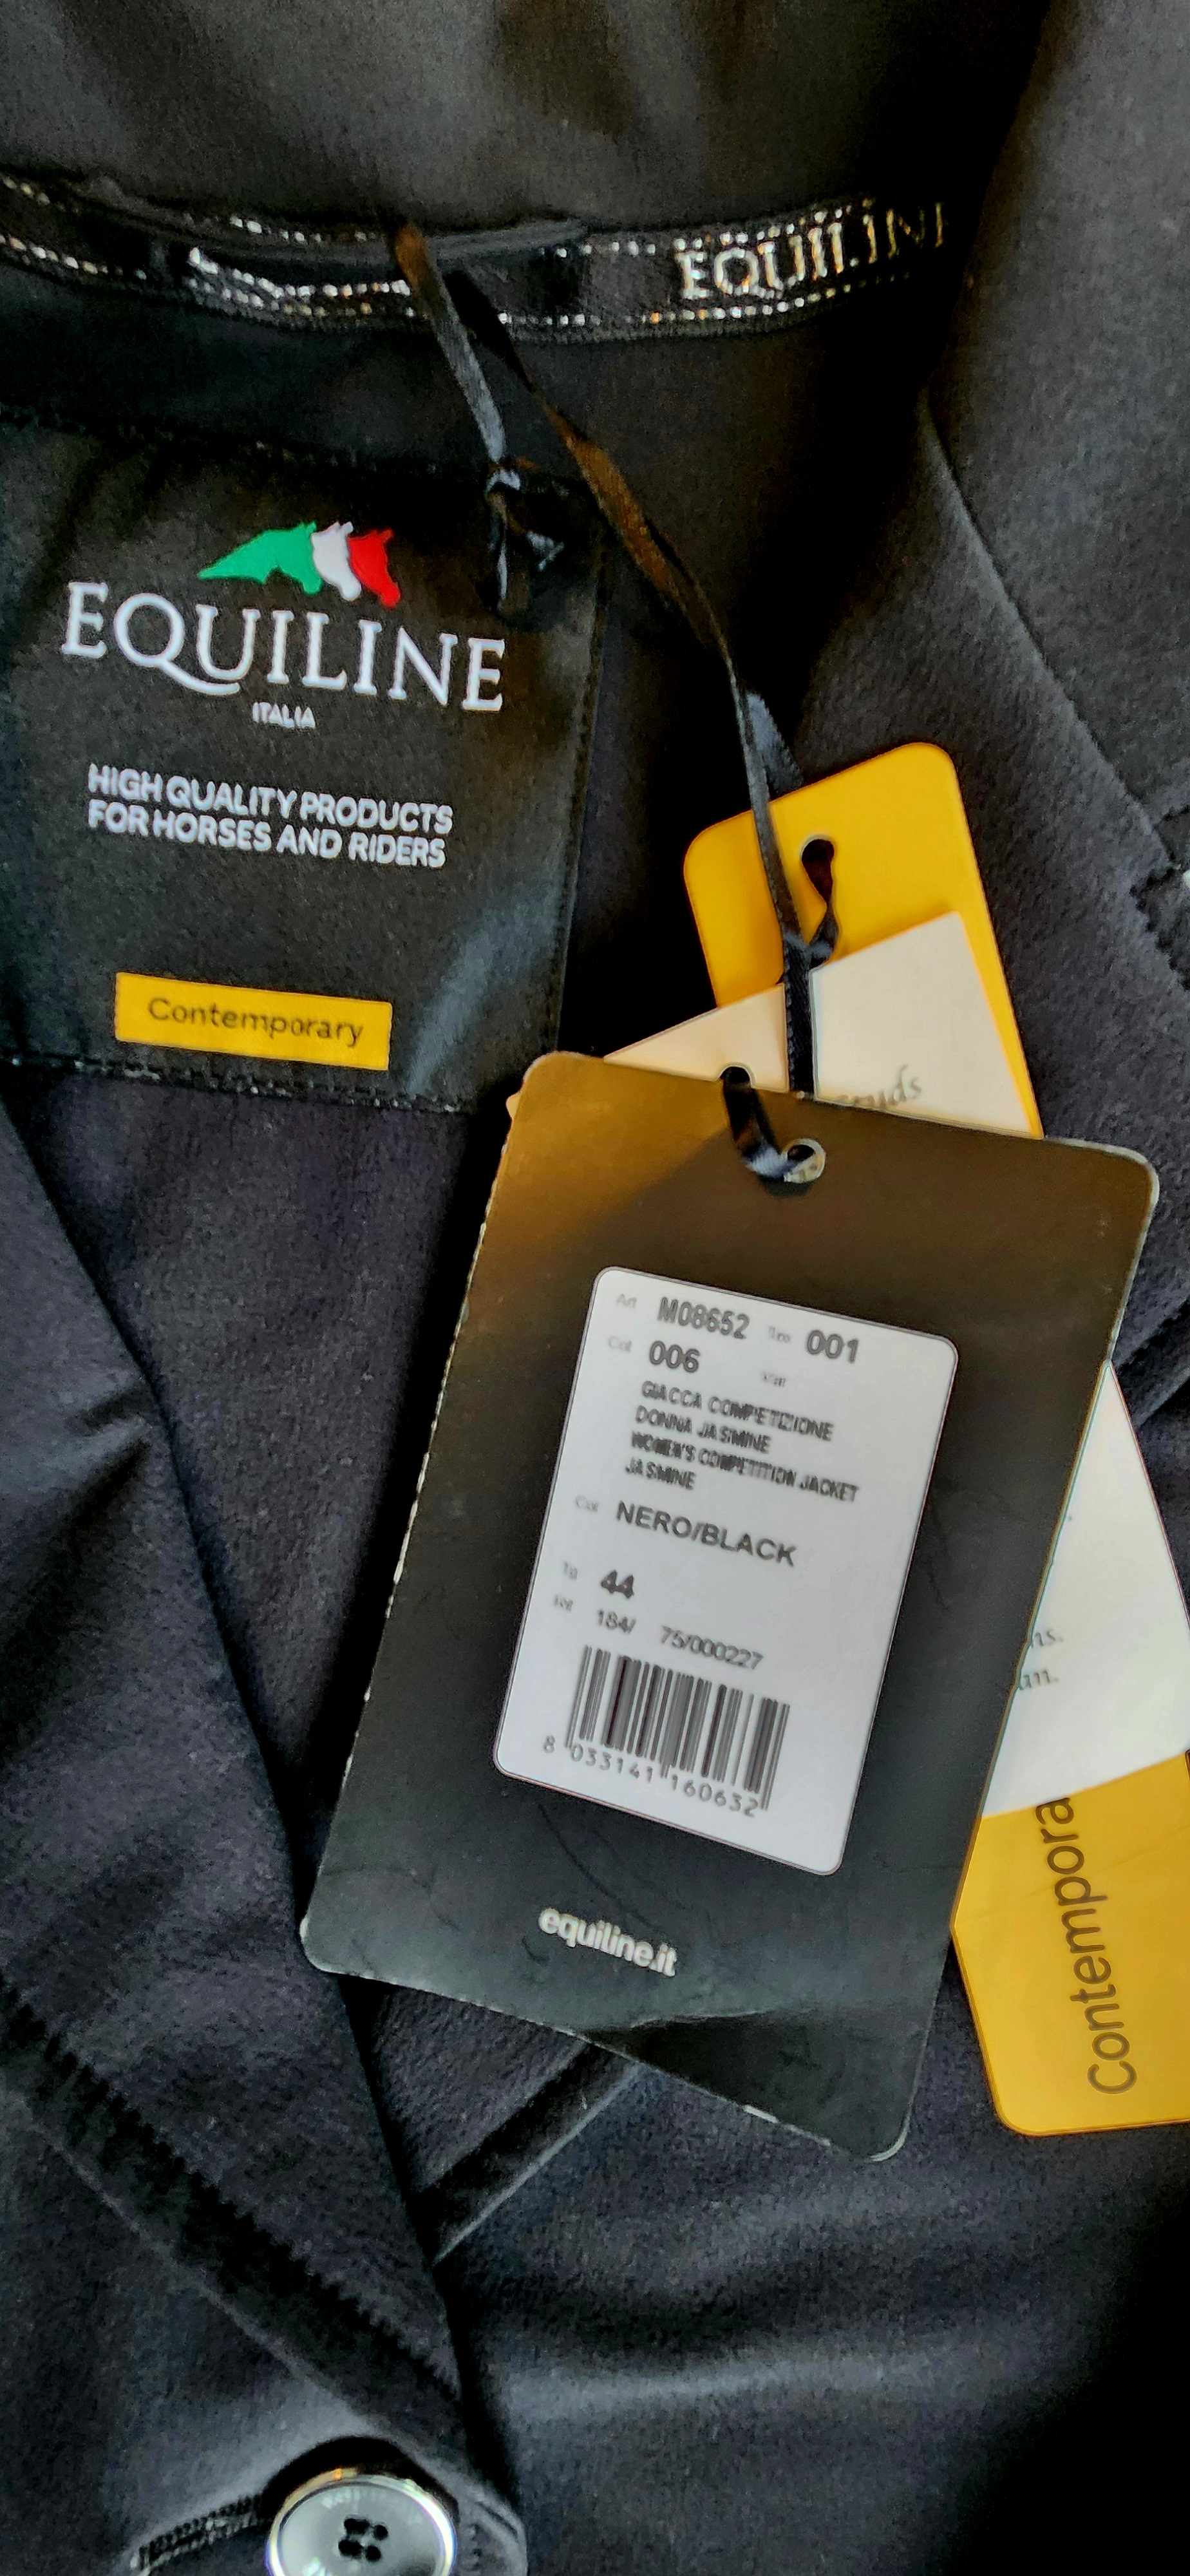 EQUILINE
EQUILINE
ITALIA
HIGH QUALITY PRODUCTS
FOR HORSES AND RIDERS
Contemporary
Art M08652 Tes 001
Col 006 Var
GIACCA COMPETIZIONE
DONNA JASMINE
WOMEN'S COMPETITION JACKET
JASMINE
Col NERO/BLACK
Tg 44
184/ 75/000227
8 033141 160632
equiline.it
Contempora